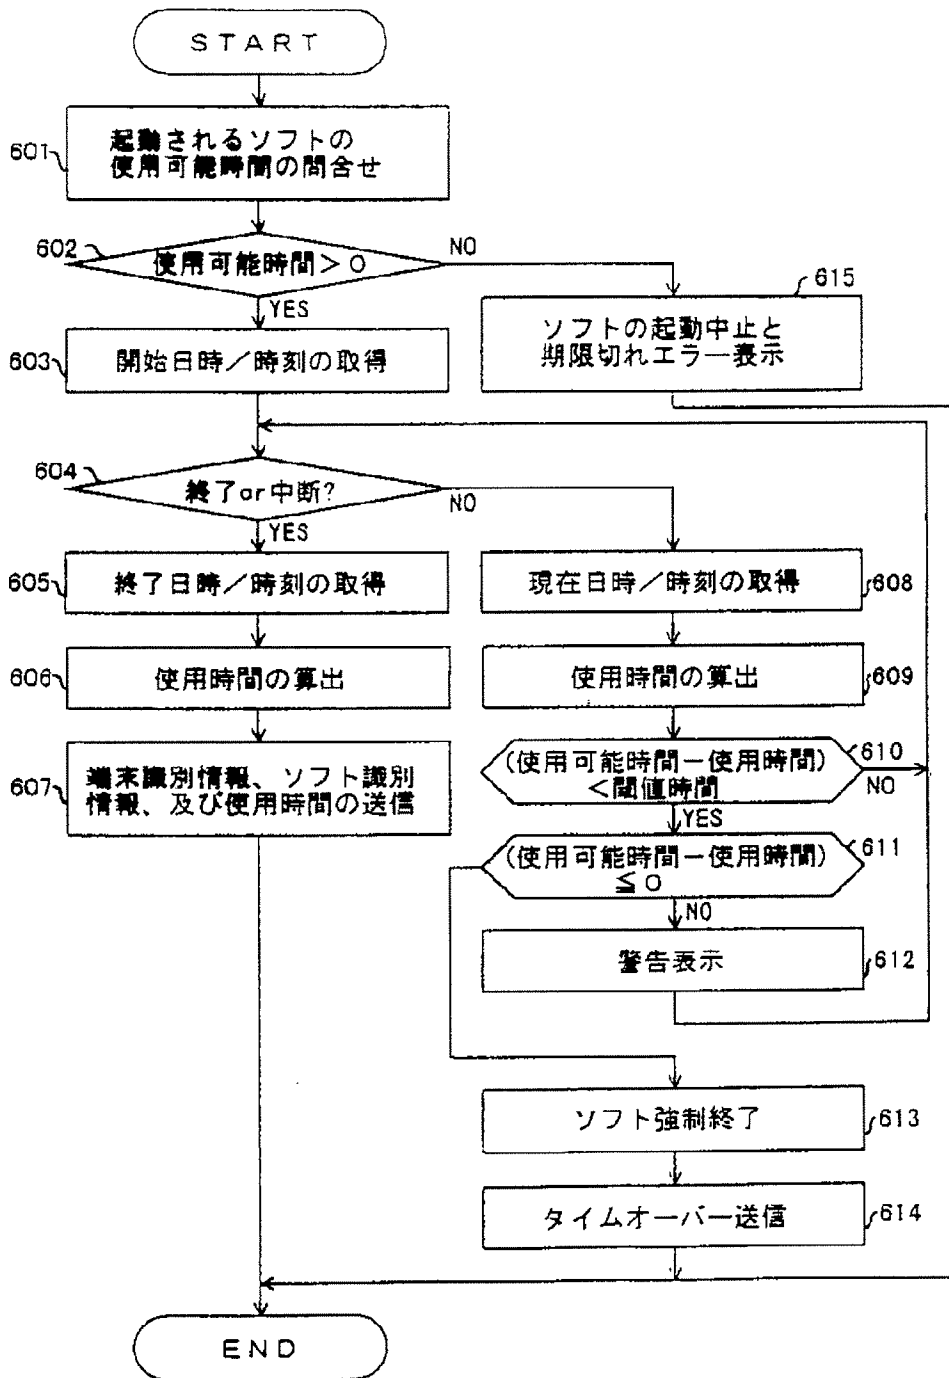 START
601
起動されるソフトの
使用可能時間の問合せ
602
使用可能時間>0
NO
YES
615
ソフトの起動中止と
期限切れエラー表示
603
開始日時/時刻の取得
604
終了or中断?
NO
YES
605
終了日時/時刻の取得
現在日時/時刻の取得
608
606
使用時間の算出
使用時間の算出
609
607
端末識別情報、ソフト識別
情報、及び使用時間の送信
(使用可能時間-使用時間)
<閾値時間
610
NO
YES
(使用可能時間-使用時間)
≦0
611
NO
警告表示
612
ソフト強制終了
613
タイムオーバー送信
614
END